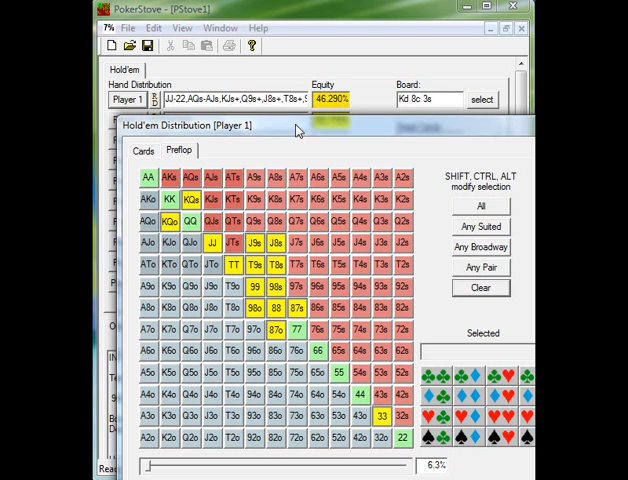 PokerStove - [PStove1]
7% File Edit View Window Help
Hold'em
Hand Distribution Equity Board:
Player 1 R D JJ-22,AQs-AJs,KJs+,Q9s+,J8s+,T8s+, 46.290% Kd 8c 3s select
Hold'em Distribution [Player 1]
Cards Preflop
AA AKs AQs AJs ATs A9s A8s A7s A6s A5s A4s A3s A2s
AKo KK KQs KJs KTs K9s K8s K7s K6s K5s K4s K3s K2s
AQo KQo QQ QJs QTs Q9s Q8s Q7s Q6s Q5s Q4s Q3s Q2s
AJo KJo QJo JJ JTs J9s J8s J7s J6s J5s J4s J3s J2s
ATo KTo QTo JTo TT T9s T8s T7s T6s T5s T4s T3s T2s
A9o K9o Q9o J9o T9o 99 98s 97s 96s 95s 94s 93s 92s
A8o K8o Q8o J8o T8o 98o 88 87s 86s 85s 84s 83s 82s
A7o K7o Q7o J7o T7o 97o 87o 77 76s 75s 74s 73s 72s
A6o K6o Q6o J6o T6o 96o 86o 76o 66 65s 64s 63s 62s
A5o K5o Q5o J5o T5o 95o 85o 75o 65o 55 54s 53s 52s
A4o K4o Q4o J4o T4o 94o 84o 74o 64o 54o 44 43s 42s
A3o K3o Q3o J3o T3o 93o 83o 73o 63o 53o 43o 33 32s
A2o K2o Q2o J2o T2o 92o 82o 72o 62o 52o 42o 32o 22
SHIFT, CTRL, ALT
modify selection
All
Any Suited
Any Broadway
Any Pair
Clear
Selected
6.3%